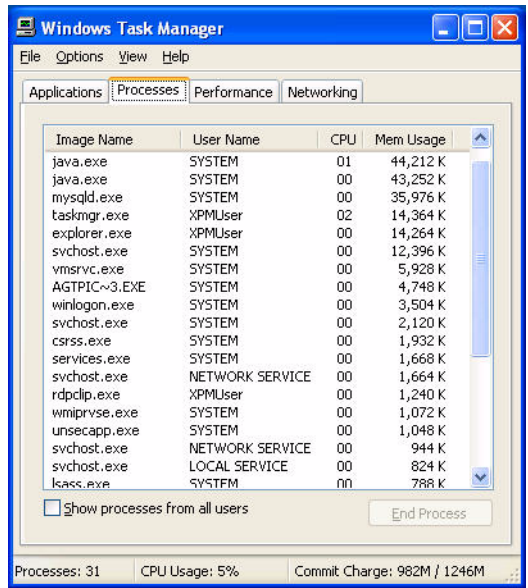 Windows Task Manager
File Options View Help
Applications Processes Performance Networking
Image Name User Name CPU Mem Usage
java.exe SYSTEM 01 44,212 K
java.exe SYSTEM 00 43,252 K
mysqld.exe SYSTEM 00 35,976 K
taskmgr.exe XPMUser 02 14,364 K
explorer.exe XPMUser 00 14,264 K
svchost.exe SYSTEM 00 12,396 K
vmsrvc.exe SYSTEM 00 5,928 K
AGTPIC~3.EXE SYSTEM 00 4,748 K
winlogon.exe SYSTEM 00 3,504 K
svchost.exe SYSTEM 00 2,120 K
csrss.exe SYSTEM 00 1,932 K
services.exe SYSTEM 00 1,668 K
svchost.exe NETWORK SERVICE 00 1,664 K
rdpclip.exe XPMUser 00 1,240 K
wmiprvse.exe SYSTEM 00 1,072 K
unsecapp.exe SYSTEM 00 1,048 K
svchost.exe NETWORK SERVICE 00 944 K
svchost.exe LOCAL SERVICE 00 824 K
lsass.exe SYSTEM 00 788 K
Show processes from all users
End Process
Processes: 31 CPU Usage: 5% Commit Charge: 982M / 1246M